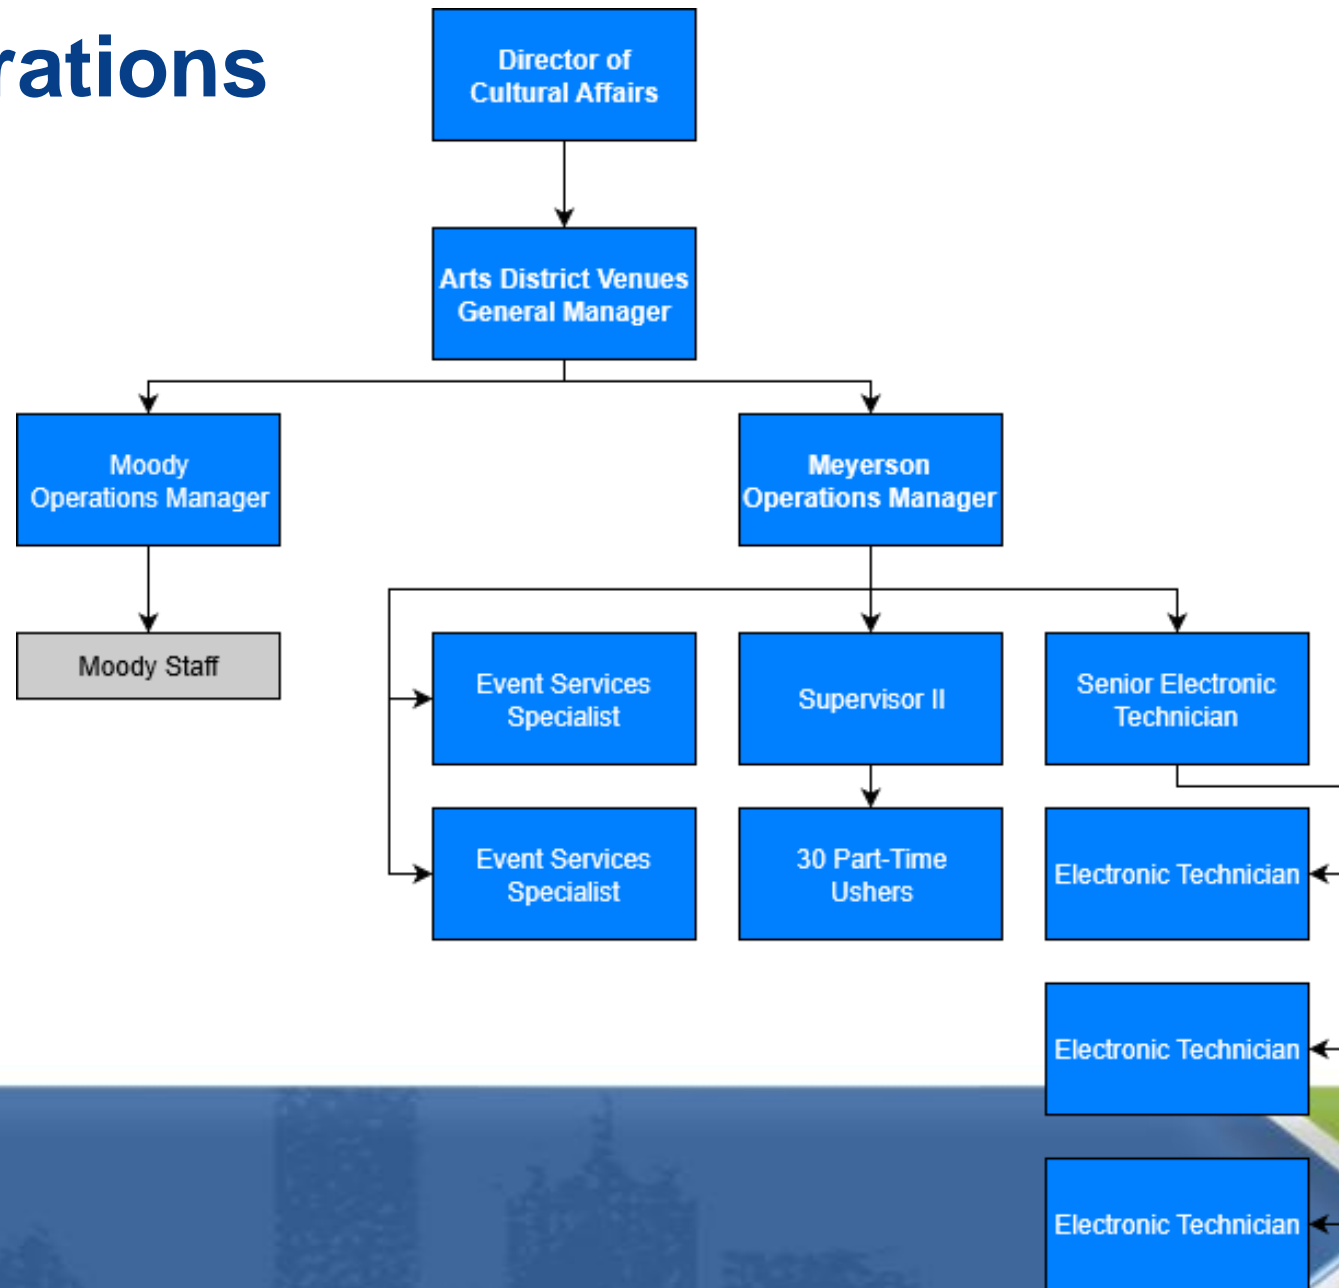 rations
Director of
Cultural Affairs
Arts District Venues
General Manager
Moody
Operations Manager
Meyerson
Operations Manager
Moody Staff
Event Services
Specialist
Supervisor II
Senior Electronic
Technician
Event Services
Specialist
30 Part-Time
Ushers
Electronic Technician
Electronic Technician
Electronic Technician